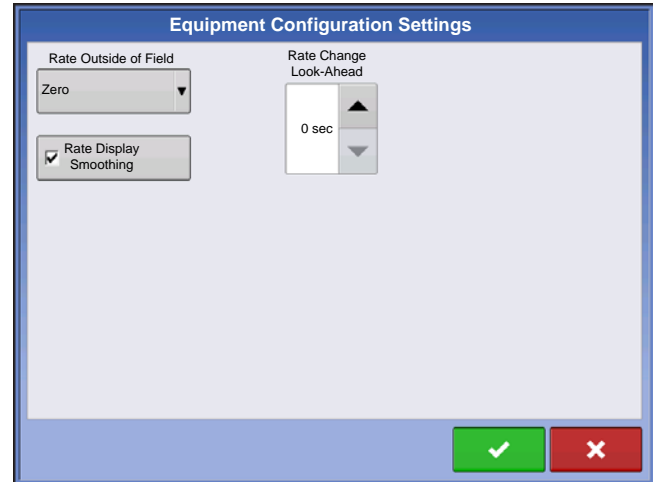 Equipment Configuration Settings
Rate Outside of Field
Zero
Rate Display
Smoothing
Rate Change
Look-Ahead
0 sec